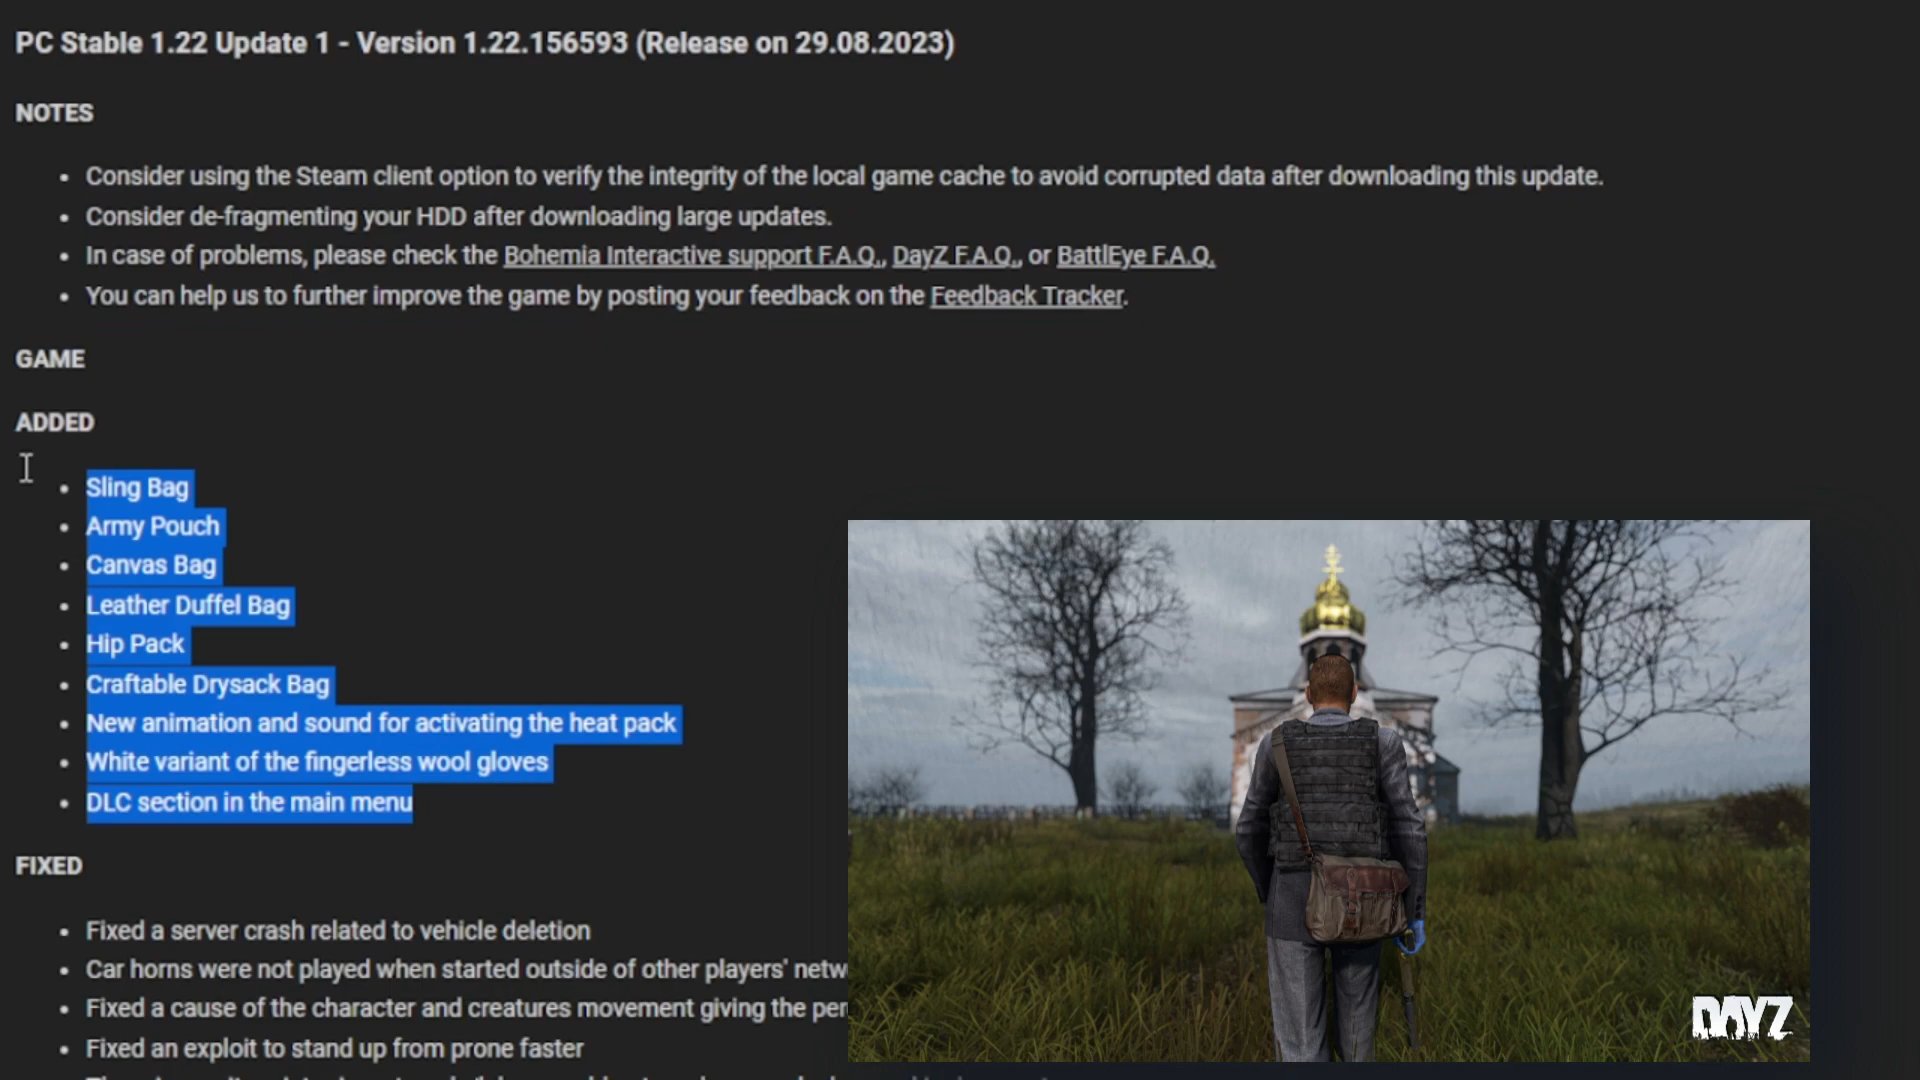 PC Stable 1.22 Update 1 - Version 1.22.156593 (Release on 29.08.2023)
NOTES
• Consider using the Steam client option to verify the integrity of the local game cache to avoid corrupted data after downloading this update.
• Consider de-fragmenting your HDD after downloading large updates.
• In case of problems, please check the Bohemia Interactive support F.A.Q., DayZ F.A.Q., or BattlEye F.A.Q.
• You can help us to further improve the game by posting your feedback on the Feedback Tracker.
GAME
ADDED
• Sling Bag
• Army Pouch
• Canvas Bag
• Leather Duffel Bag
• Hip Pack
• Craftable Drysack Bag
• New animation and sound for activating the heat pack
• White variant of the fingerless wool gloves
• DLC section in the main menu
FIXED
• Fixed a server crash related to vehicle deletion
• Car horns were not played when started outside of other players' netw
• Fixed a cause of the character and creatures movement giving the per
• Fixed an exploit to stand up from prone faster
DAYZ